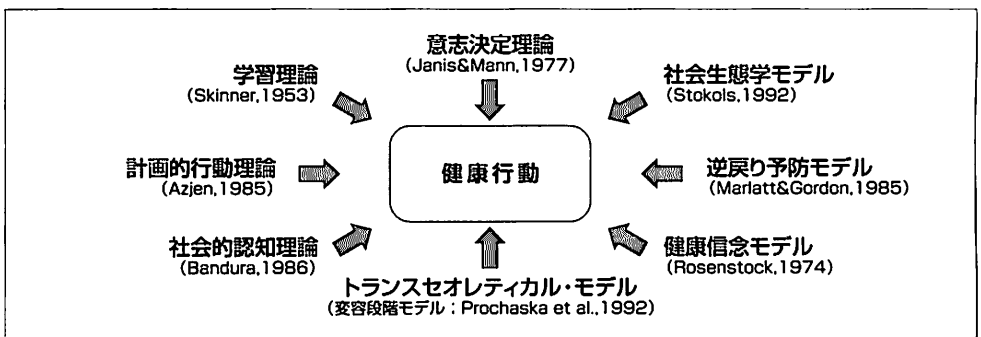 意志決定理論
(Janis&Mann,1977)
学習理論
(Skinner,1953)
社会生態学モデル
(Stokols,1992)
計画的行動理論
(Azjen,1985)
健康行動
逆戻り予防モデル
(Marlatt&Gordon,1985)
社会的認知理論
(Bandura,1986)
健康信念モデル
(Rosenstock,1974)
トランスセオレティカル・モデル
(変容段階モデル:Prochaska et al.,1992)